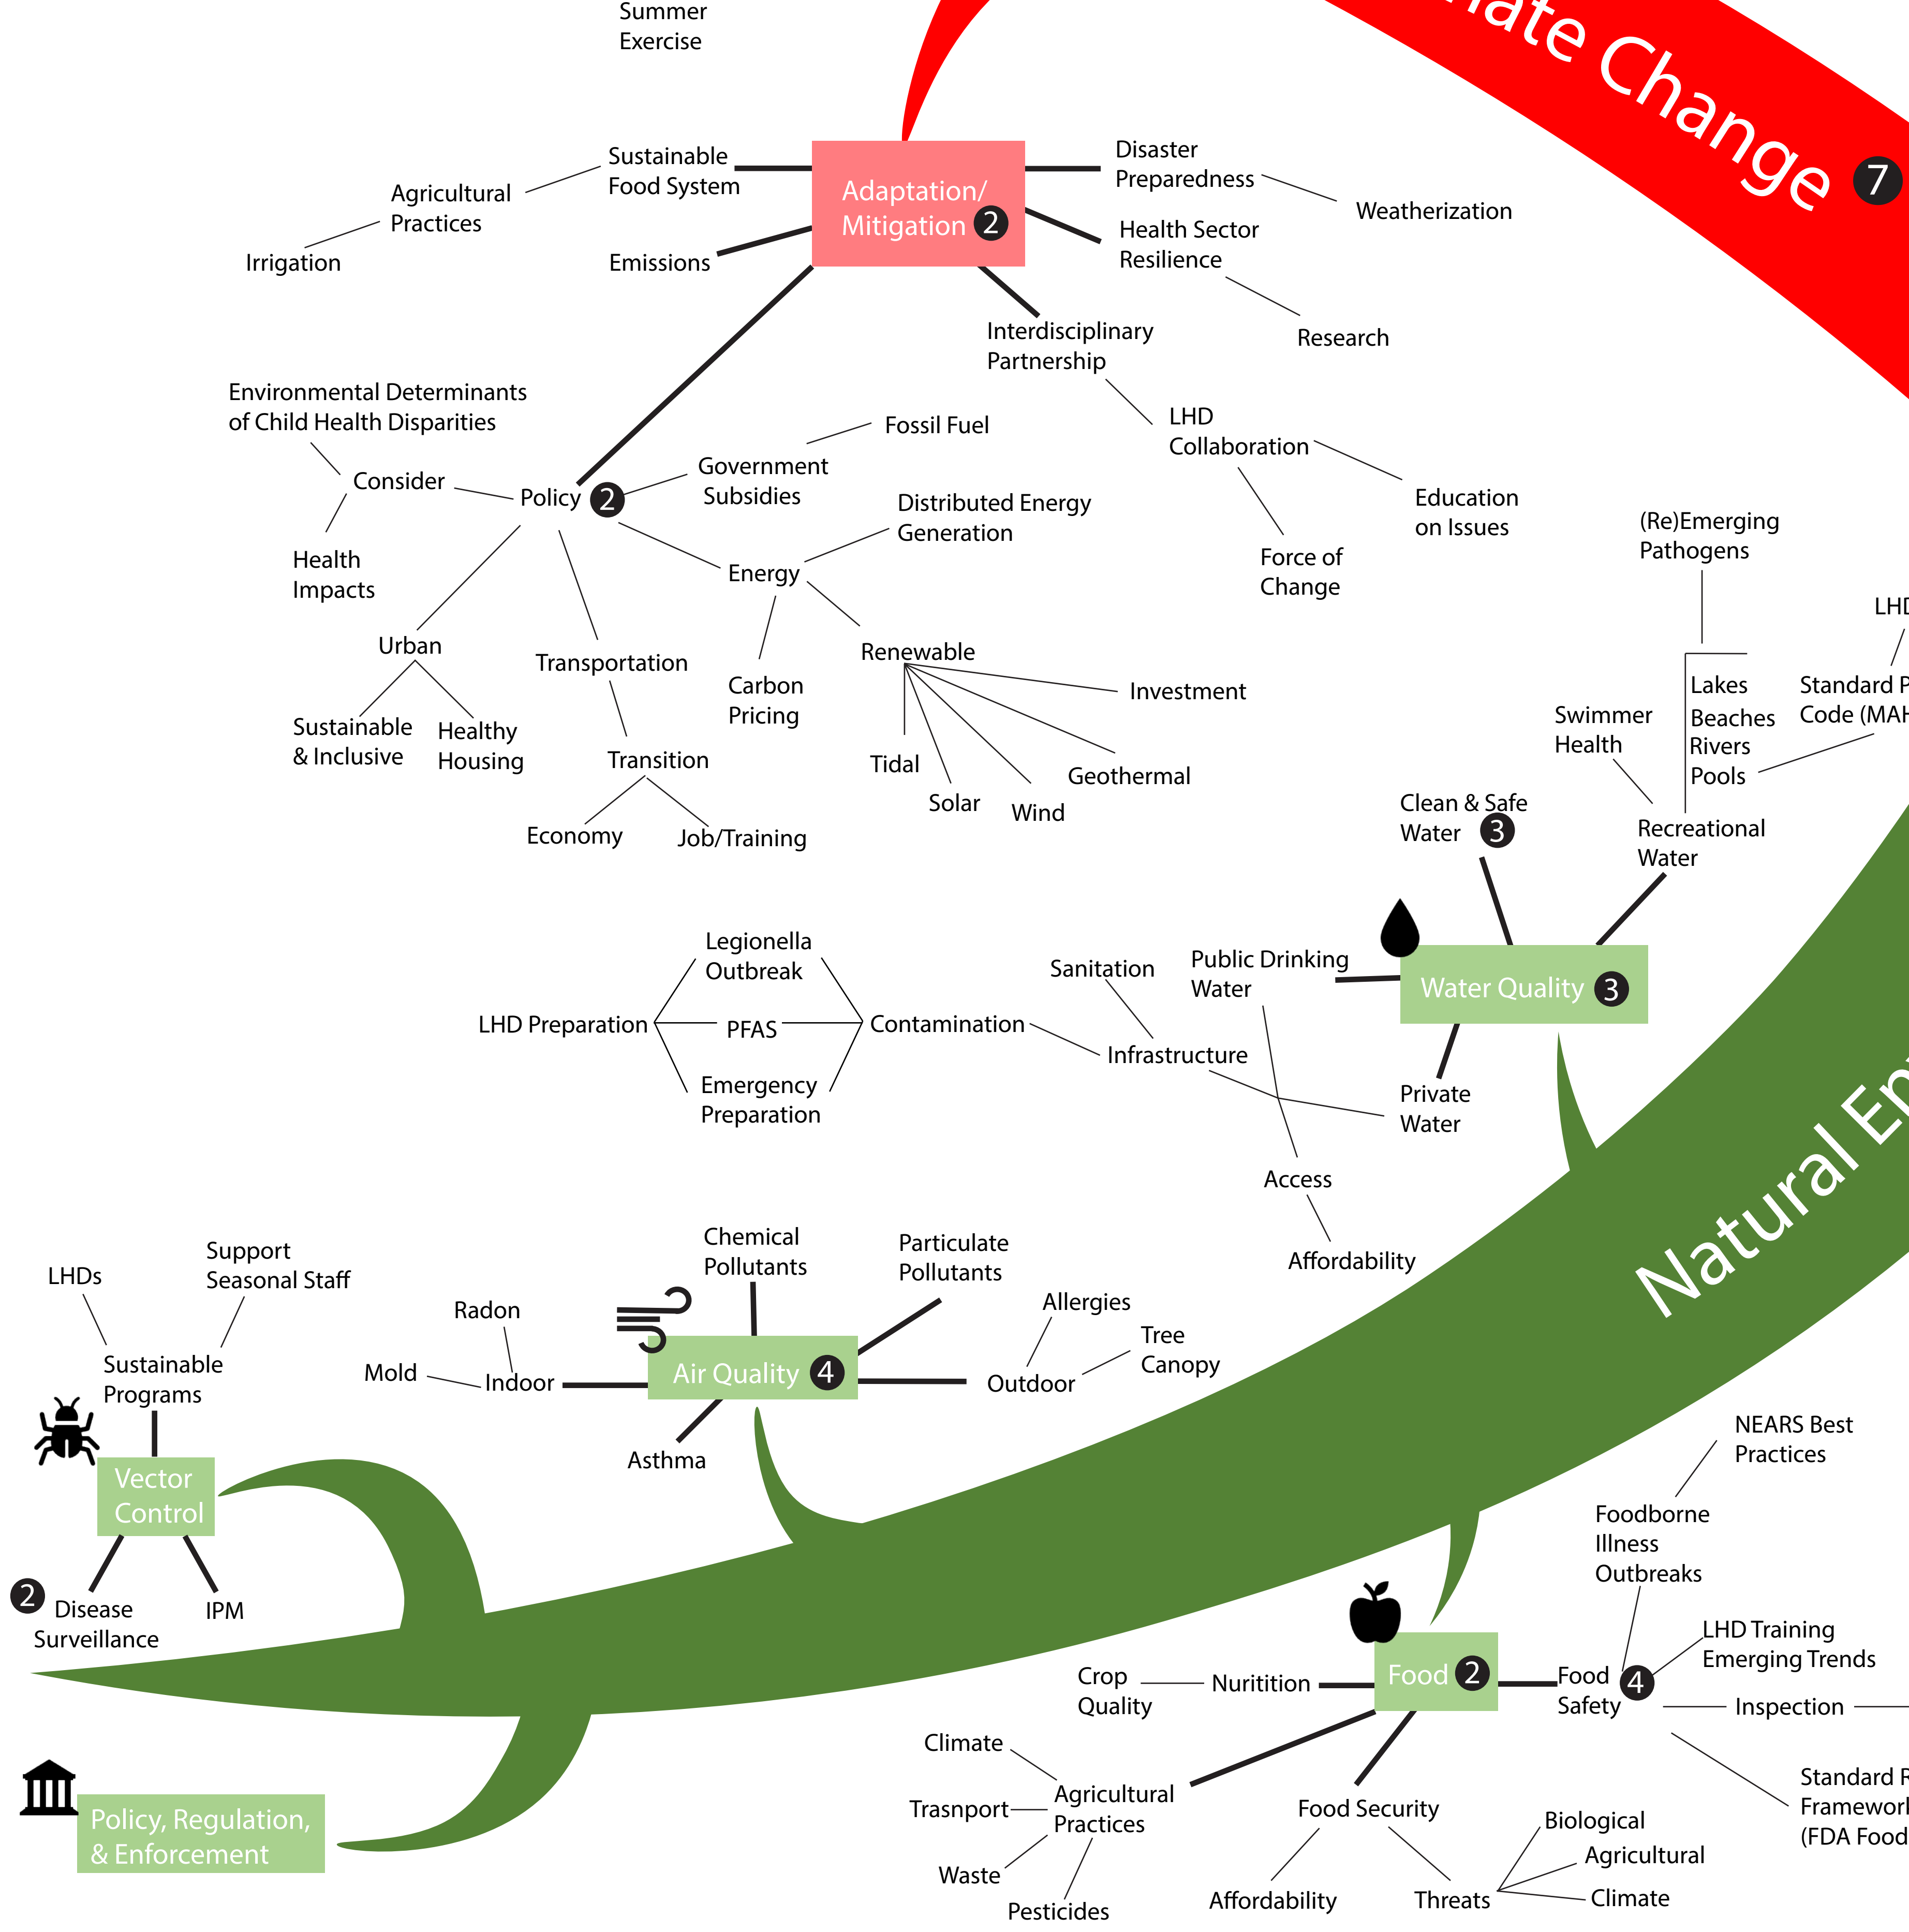 Summer
Exercise
Change 7
Adaptation/
Mitigation 2
Sustainable
Food System
Agricultural
Practices
Irrigation
Emissions
Disaster
Preparedness
Weatherization
Health Sector
Resilience
Research
Interdisciplinary
Partnership
LHD
Collaboration
Education
on Issues
Force of
Change
Environmental Determinants
of Child Health Disparities
Consider
Health
Impacts
Policy 2
Government
Subsidies
Fossil Fuel
Distributed Energy
Generation
Energy
Carbon
Pricing
Renewable
Investment
Geothermal
Wind
Solar
Tidal
Urban
Sustainable
& Inclusive
Healthy
Housing
Transportation
Transition
Economy
Job/Training
(Re)Emerging
Pathogens
Lakes
Beaches
Rivers
Pools
Standard
Code
Swimmer
Health
Recreational
Water
Clean & Safe
Water 3
Water Quality 3
Public Drinking
Water
Private
Water
Sanitation
Infrastructure
Access
Affordability
Contamination
Legionella
Outbreak
PFAS
Emergency
Preparation
LHD Preparation
Natural
Chemical
Pollutants
Particulate
Pollutants
Air Quality 4
Allergies
Tree
Canopy
Outdoor
Radon
Mold
Indoor
Asthma
LHDs
Support
Seasonal Staff
Sustainable
Programs
Vector
Control
2 Disease
Surveillance
IPM
Policy, Regulation,
& Enforcement
NEARS Best
Practices
Foodborne
Illness
Outbreaks
LHD Training
Emerging Trends
Food
Safety 4
Inspection
Standard
(FDA Food
Food 2
Nuritition
Crop
Quality
Climate
Trasnport
Agricultural
Practices
Waste
Pesticides
Food Security
Affordability
Threats
Biological
Agricultural
Climate